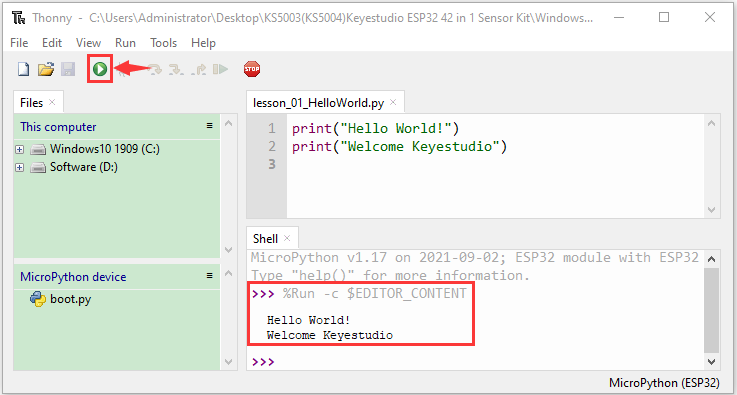 Thonny - C:\Users\Administrator\Desktop\KS5003(KS5004)Keyestudio ESP32 42 in 1 Sensor Kit\Windows...
File Edit View Run Tools Help
STOP
Files
This computer
Windows10 1909 (C:)
Software (D:)
MicroPython device
boot.py
lesson_01_HelloWorld.py
1 print("Hello World!")
2 print("Welcome Keyestudio")
3
Shell
MicroPython v1.17 on 2021-09-02; ESP32 module with ESP32
Type "help()" for more information.
>>> %Run -c $EDITOR_CONTENT
Hello World!
Welcome Keyestudio
>>>
MicroPython (ESP32)